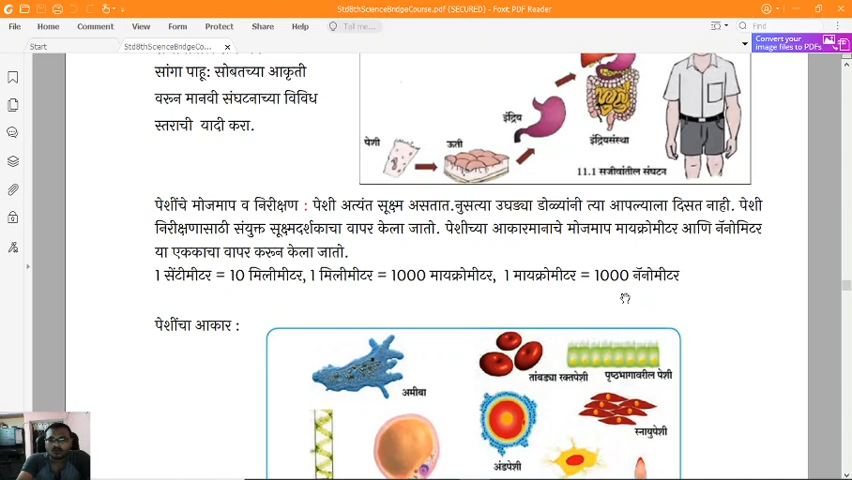 Std8thScienceBridgeCourse.pdf (SECURED) - Foxit PDF Reader
File Home Comment View Form Protect Share Help Tell me... Find
Start Std8thScienceBridgeCo... Convert your image files to PDFs
सांगा पाहू: सोबतच्या आकृती
वरून मानवी संघटनाच्या विविध
स्तराची यादी करा.
पेशी
ऊती
इंद्रिय
इंद्रियसंस्था
11.1 सजीवांतील संघटन
पेशींचे मोजमाप व निरीक्षण : पेशी अत्यंत सूक्ष्म असतात.नुसत्या उघड्या डोळ्यांनी त्या आपल्याला दिसत नाही. पेशी
निरीक्षणासाठी संयुक्त सूक्ष्मदर्शकाचा वापर केला जातो. पेशीच्या आकारमानाचे मोजमाप मायक्रोमीटर आणि नॅनोमिटर
या एककाचा वापर करून केला जातो.
1 सेंटीमीटर = 10 मिलीमीटर, 1 मिलीमीटर = 1000 मायक्रोमीटर, 1 मायक्रोमीटर = 1000 नॅनोमीटर
पेशींचा आकार :
अमीबा
तांबड्या रक्तपेशी
पृष्ठभागावरील पेशी
स्नायुपेशी
अंडपेशी